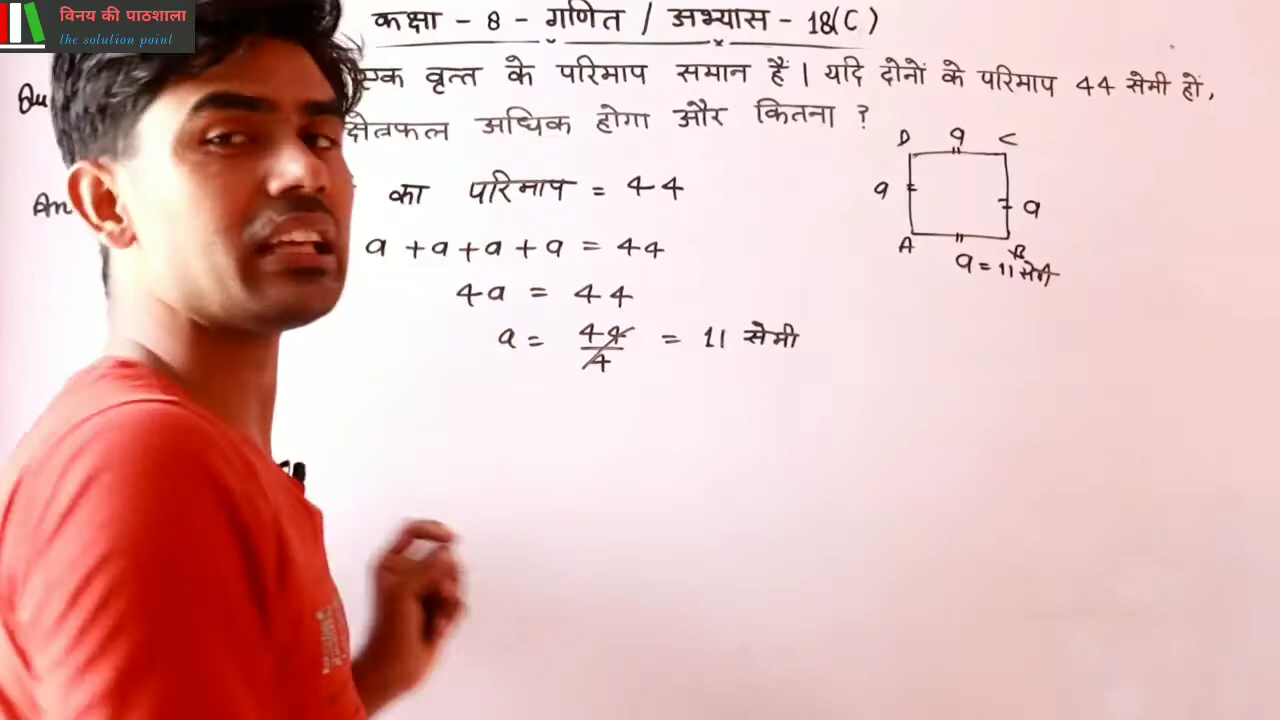 विनय की पाठशाला
the solution point
कक्षा - 8 - गणित / अभ्यास - 18(C)
एक वृत्त के परिमाप समान हैं । यदि दोनों के परिमाप 44 सेमी हों,
क्षेत्रफल अधिक होगा और कितना ?
का परिमाप = 44
a + a + a + a = 44
4a = 44
a = 44/4 = 11 सेमी
D a C
a a
A B
a = 11 सेमी